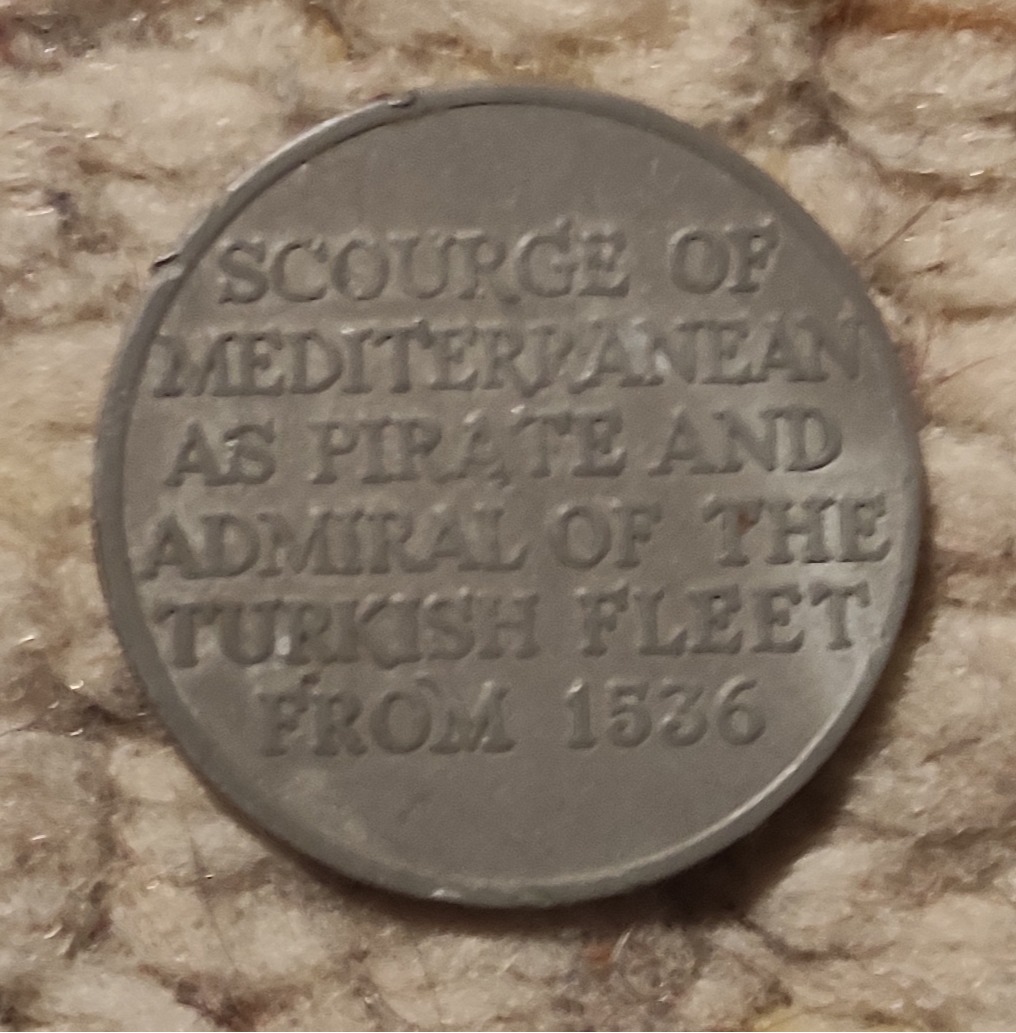 SCOURGE OF
MEDITERRANEAN
AS PIRATE AND
ADMIRAL OF THE
TURKISH FLEET
FROM 1536